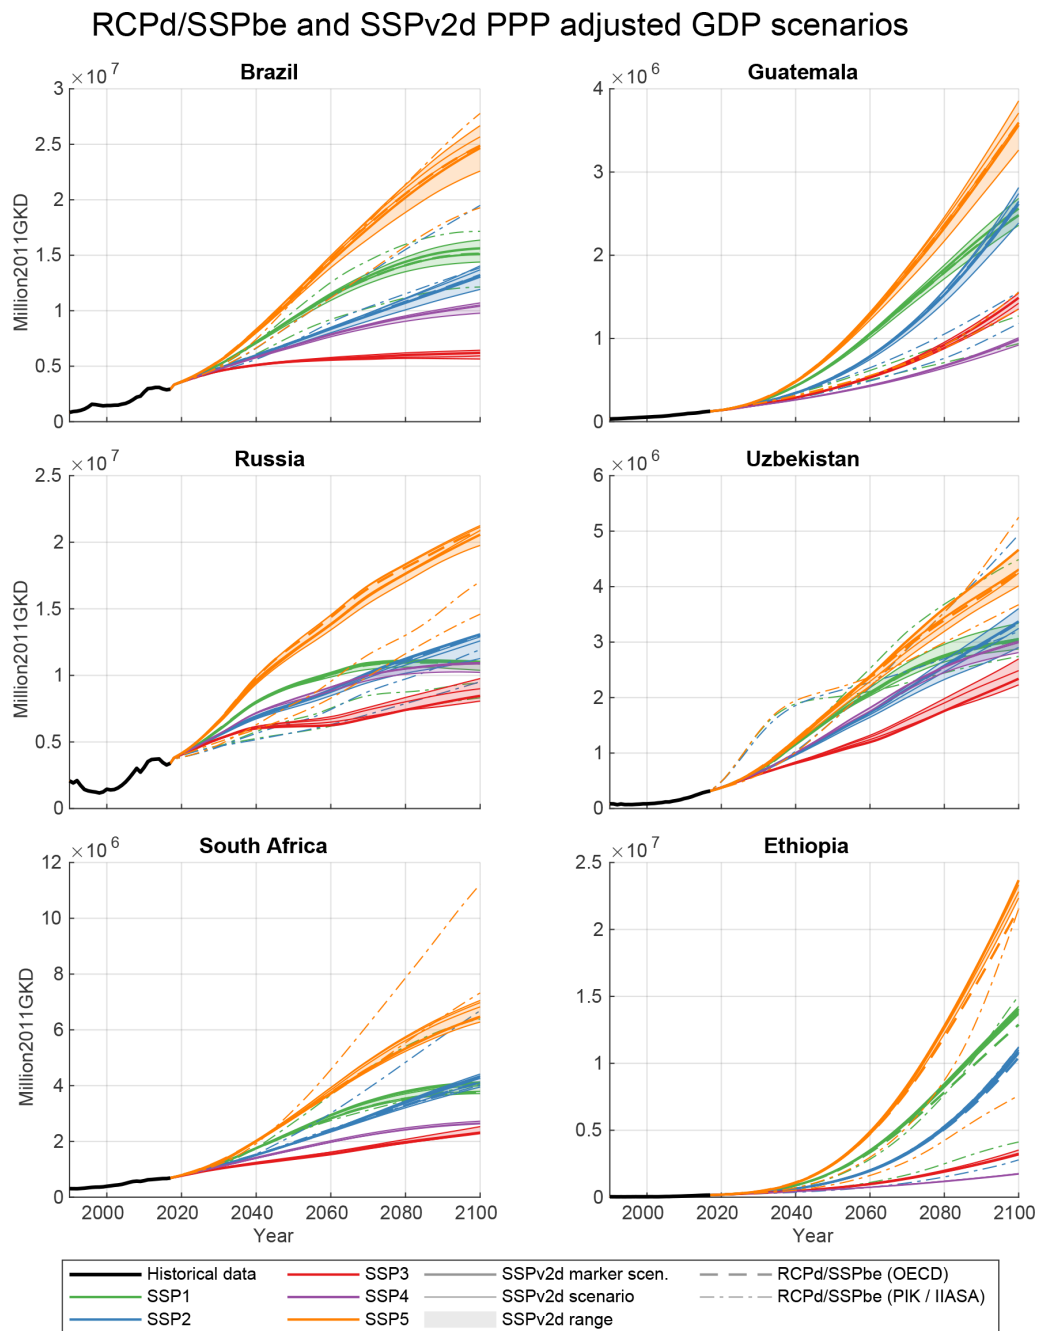 RCPd/SSPbe and SSPv2d PPP adjusted GDP scenarios
Brazil
×10^7
Million2011GKD
3
2.5
2
1.5
1
0.5
0
Guatemala
×10^6
4
3
2
1
0
Russia
×10^7
Million2011GKD
2.5
2
1.5
1
0.5
0
Uzbekistan
×10^6
6
5
4
3
2
1
0
South Africa
×10^6
Million2011GKD
12
10
8
6
4
2
0
2000 2020 2040 2060 2080 2100
Year
Ethiopia
×10^7
2.5
2
1.5
1
0.5
0
2000 2020 2040 2060 2080 2100
Year
Historical data SSP3 SSPv2d marker scen. RCPd/SSPbe (OECD)
SSP1 SSP4 SSPv2d scenario RCPd/SSPbe (PIK / IIASA)
SSP2 SSP5 SSPv2d range